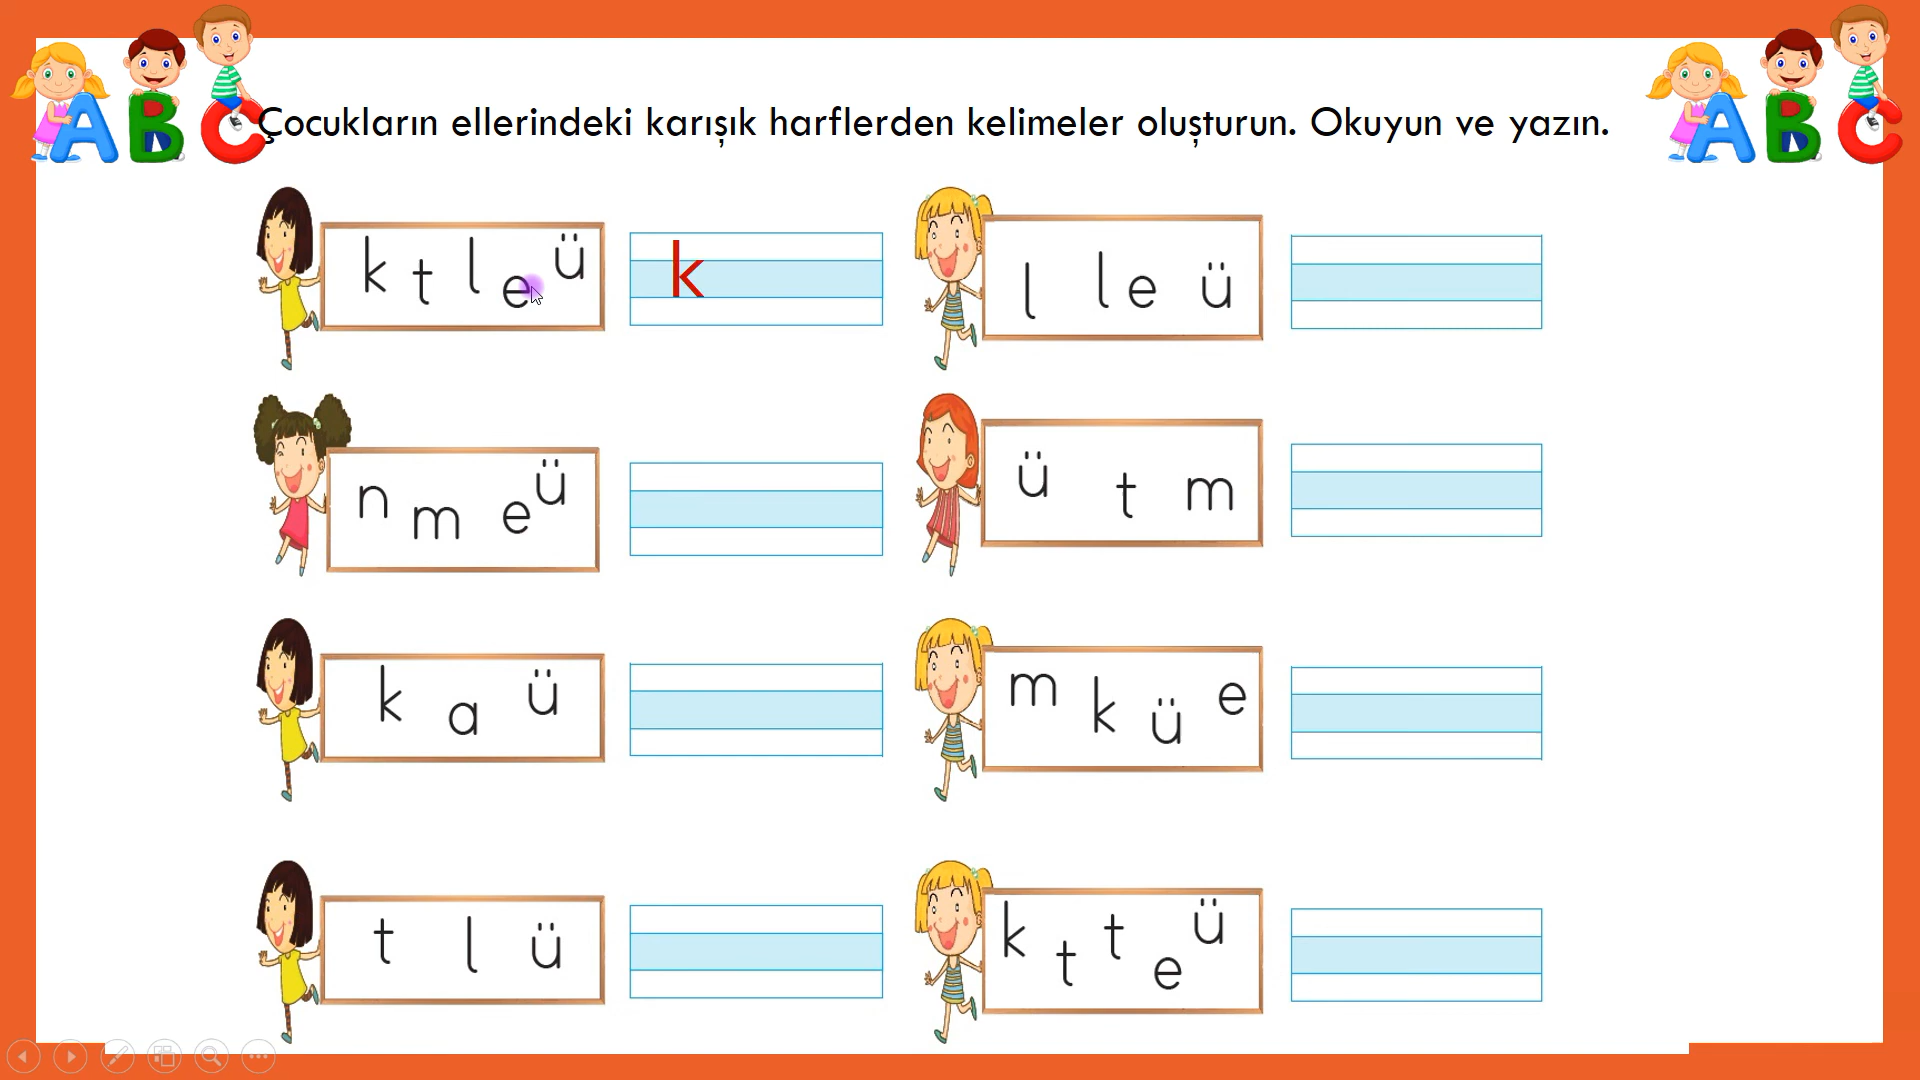 A B C
A B C
Çocukların ellerindeki karışık harflerden kelimeler oluşturun. Okuyun ve yazın.
k t l e ü
k
l l e ü
n m e ü
ü t m
k a ü
m k ü e
t l ü
k t t e ü